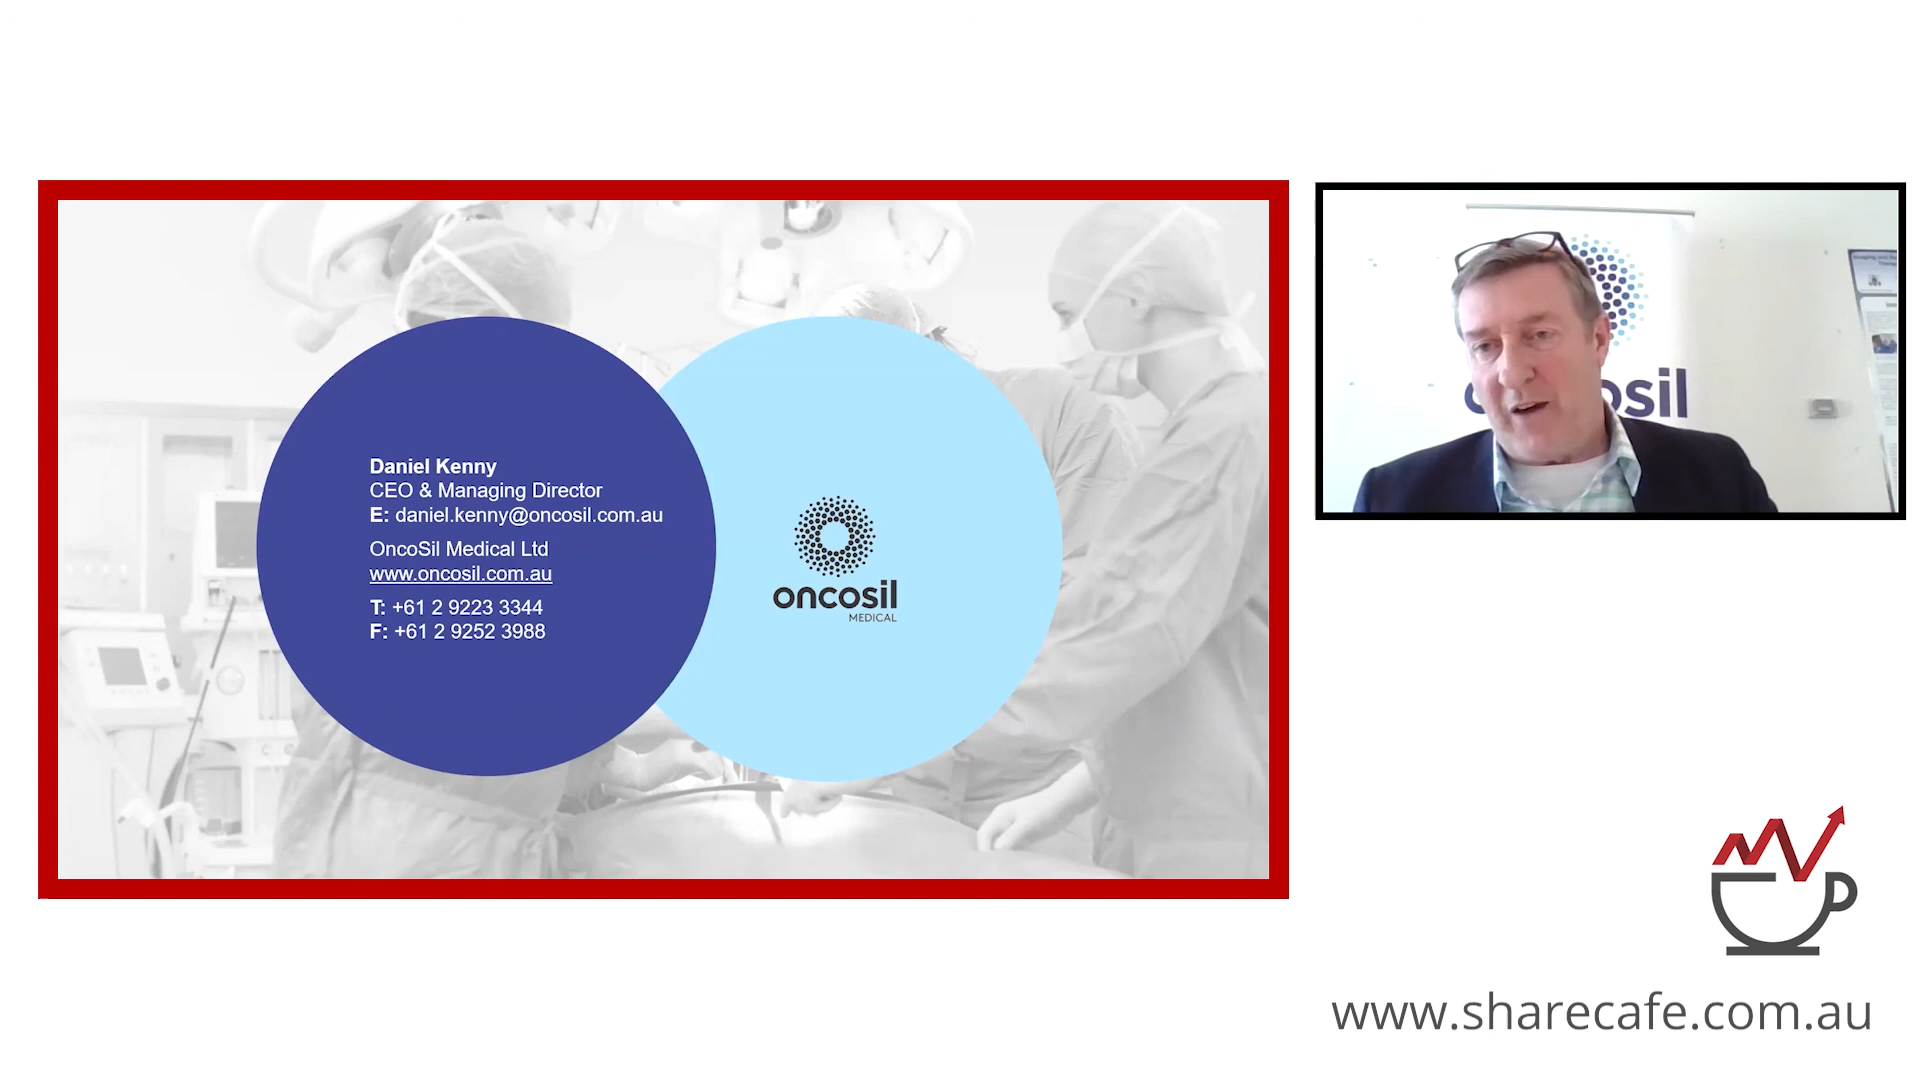 Daniel Kenny
CEO & Managing Director
E: daniel.kenny@oncosil.com.au
OncoSil Medical Ltd
www.oncosil.com.au
T: +61 2 9223 3344
F: +61 2 9252 3988
oncosil
MEDICAL
osil
www.sharecafe.com.au